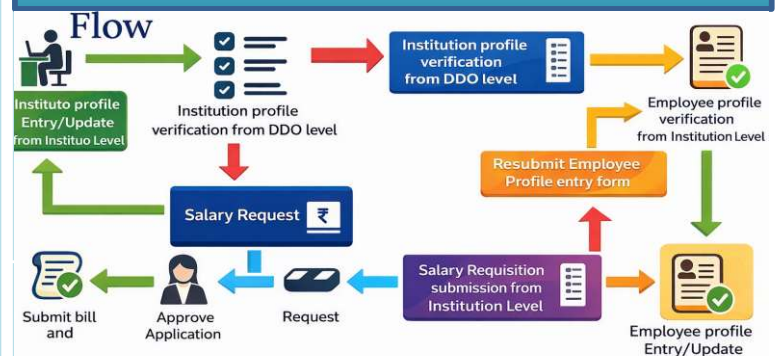 Flow
Instituto profile
Entry/Update
from Instituo Level
Institution profile
verification from DDO level
Institution profile
verification
from DDO level
Employee profile
verification
from Institution Level
Resubmit Employee
Profile entry form
Salary Request ₹
Submit bill
and
Approve
Application
Request
Salary Requisition
submission from
Institution Level
Employee profile
Entry/Update